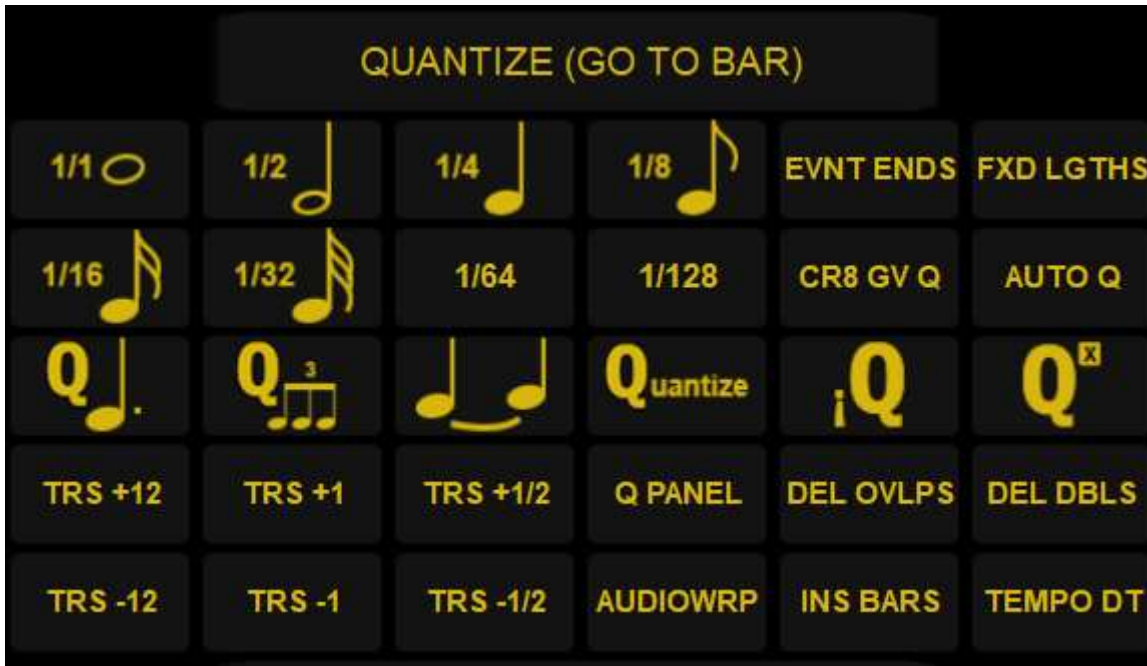 QUANTIZE (GO TO BAR)
1/1 1/2 1/4 1/8 EVNT ENDS FXD LGTHS
1/16 1/32 1/64 1/128 CR8 GV Q AUTO Q
Q Q 3 Quantize ¡Q Q X
TRS +12 TRS +1 TRS +1/2 Q PANEL DEL OVLPS DEL DBLS
TRS -12 TRS -1 TRS -1/2 AUDIOWRP INS BARS TEMPO DT